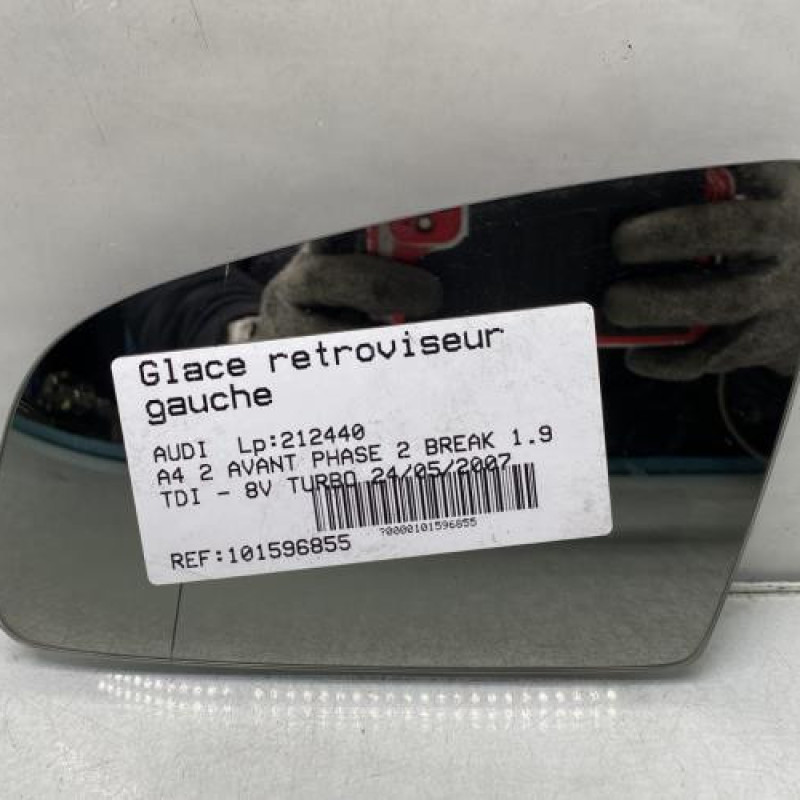 Glace retroviseur
gauche
AUDI Lp:212440
A4 2 AVANT PHASE 2 BREAK 1.9
TDI - 8V TURBO 24/05/2007
?0000101596855
REF:101596855